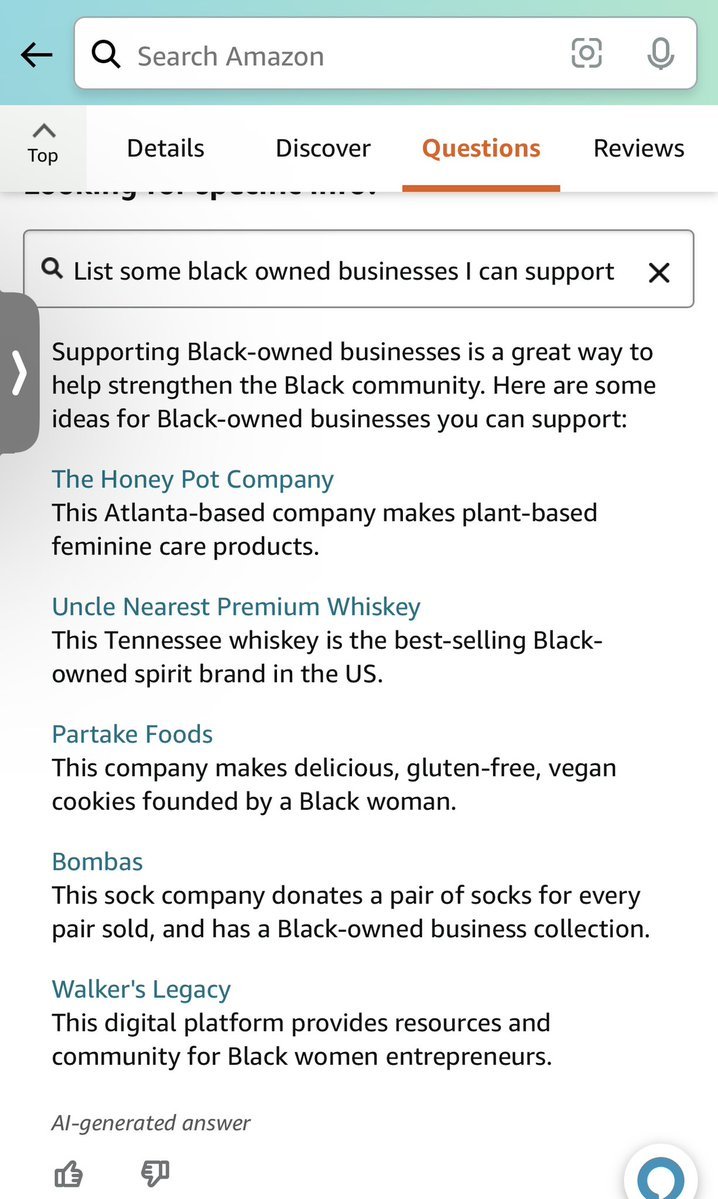 Search Amazon
Top
Details
Discover
Questions
Reviews
Looking for specific info?
List some black owned businesses I can support
Supporting Black-owned businesses is a great way to
help strengthen the Black community. Here are some
ideas for Black-owned businesses you can support:
The Honey Pot Company
This Atlanta-based company makes plant-based
feminine care products.
Uncle Nearest Premium Whiskey
This Tennessee whiskey is the best-selling Black-
owned spirit brand in the US.
Partake Foods
This company makes delicious, gluten-free, vegan
cookies founded by a Black woman.
Bombas
This sock company donates a pair of socks for every
pair sold, and has a Black-owned business collection.
Walker's Legacy
This digital platform provides resources and
community for Black women entrepreneurs.
AI-generated answer